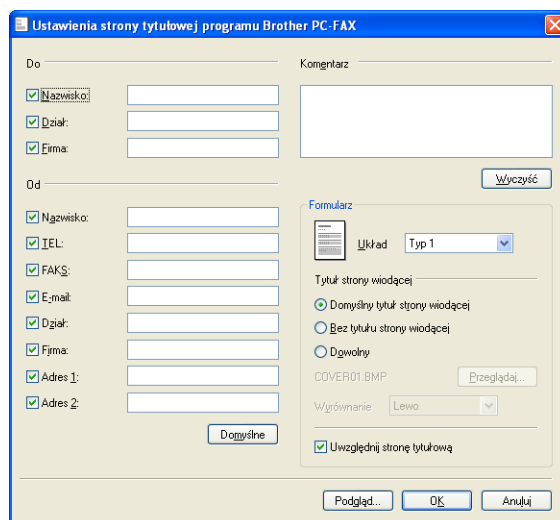 Ustawienia strony tytułowej programu Brother PC-FAX
Do
Nazwisko:
Dział:
Firma:
Od
Nazwisko:
TEL:
FAKS:
E-mail:
Dział:
Firma:
Adres 1:
Adres 2:
Domyślne
Komentarz
Wyczyść
Formularz
Układ Typ 1
Tytuł strony wiodącej
Domyślny tytuł strony wiodącej
Bez tytułu strony wiodącej
Dowolny
COVER01.BMP Przeglądaj...
Wyrównanie Lewo
Uwzględnij stronę tytułową
Podgląd... OK Anuluj